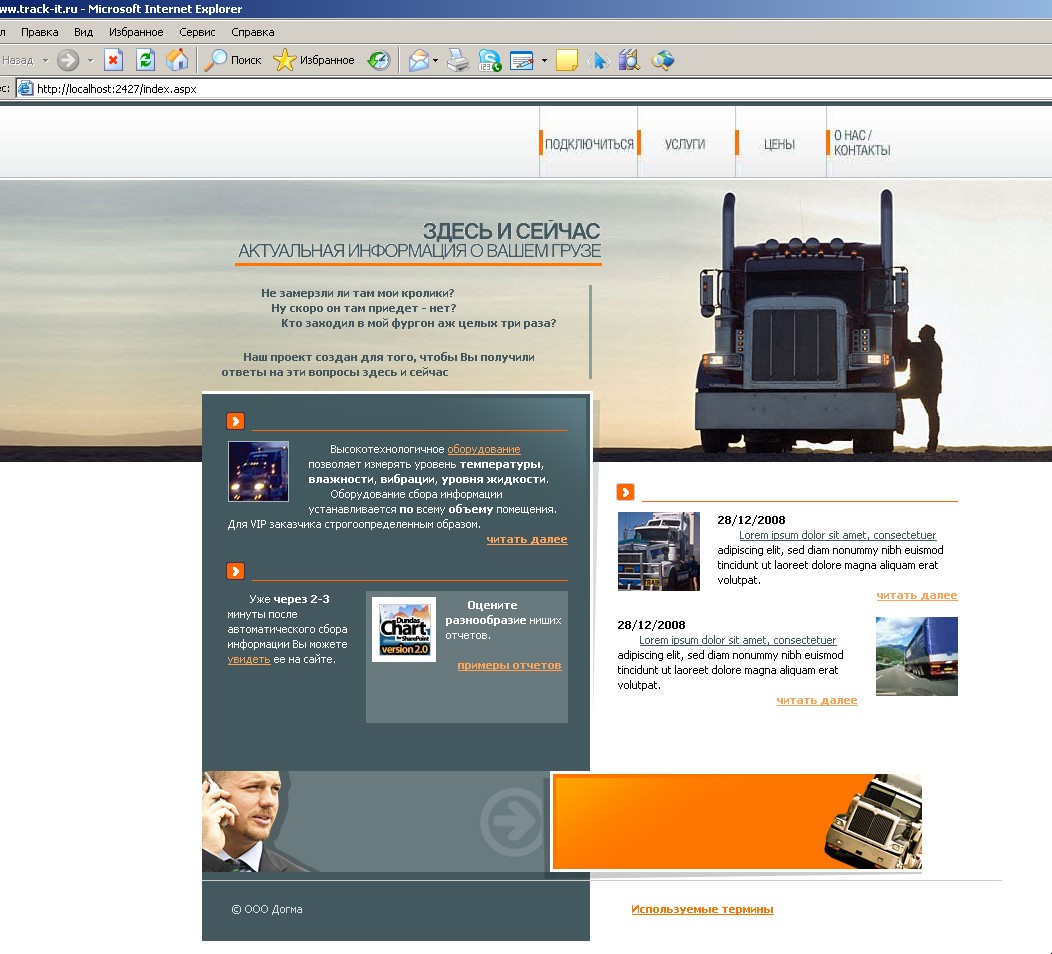 ww.track-it.ru - Microsoft Internet Explorer
л Правка Вид Избранное Сервис Справка
Назад Поиск Избранное
ес: http://localhost:2427/index.aspx
ПОДКЛЮЧИТЬСЯ УСЛУГИ ЦЕНЫ О НАС /
КОНТАКТЫ
ЗДЕСЬ И СЕЙЧАС
АКТУАЛЬНАЯ ИНФОРМАЦИЯ О ВАШЕМ ГРУЗЕ
Не замерзли ли там мои кролики?
Ну скоро он там приедет - нет?
Кто заходил в мой фургон аж целых три раза?
Наш проект создан для того, чтобы Вы получили
ответы на эти вопросы здесь и сейчас
Высокотехнологичное оборудование
позволяет измерять уровень температуры,
влажности, вибрации, уровня жидкости.
Оборудование сбора информации
устанавливается по всему объему помещения.
Для VIP заказчика строгоопределенным образом.
читать далее
Уже через 2-3
минуты после
автоматического сбора
информации Вы можете
увидеть ее на сайте.
Dundas
Chart
for SharePoint
version 2.0
Оцените
разнообразие ниших
отчетов.
примеры отчетов
28/12/2008
Lorem ipsum dolor sit amet, consectetuer
adipiscing elit, sed diam nonummy nibh euismod
tincidunt ut laoreet dolore magna aliquam erat
volutpat.
читать далее
28/12/2008
Lorem ipsum dolor sit amet, consectetuer
adipiscing elit, sed diam nonummy nibh euismod
tincidunt ut laoreet dolore magna aliquam erat
volutpat.
читать далее
© ООО Догма
Используемые термины